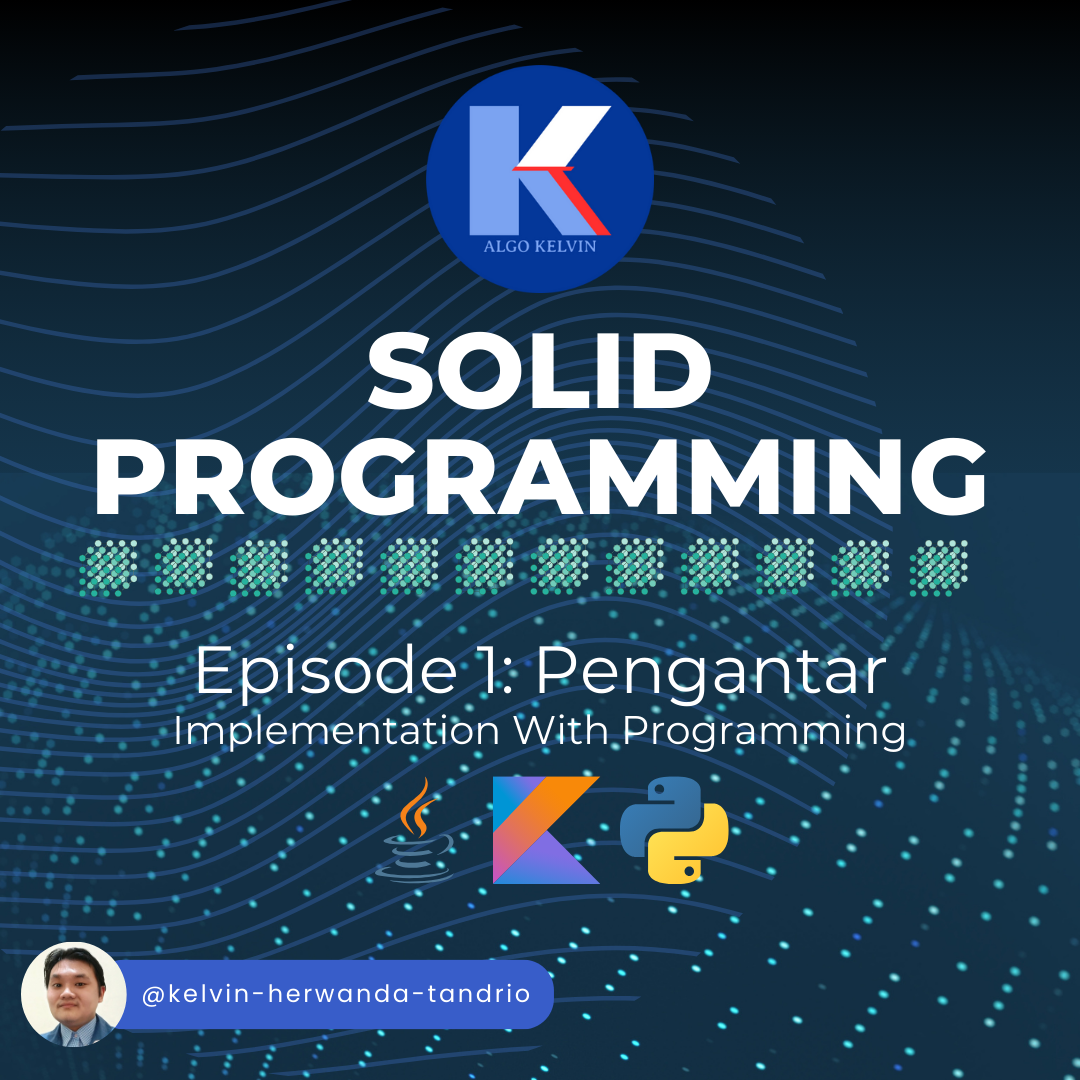 K
ALGO KELVIN
SOLID
PROGRAMMING
Episode 1: Pengantar
Implementation With Programming
@kelvin-herwanda-tandrio